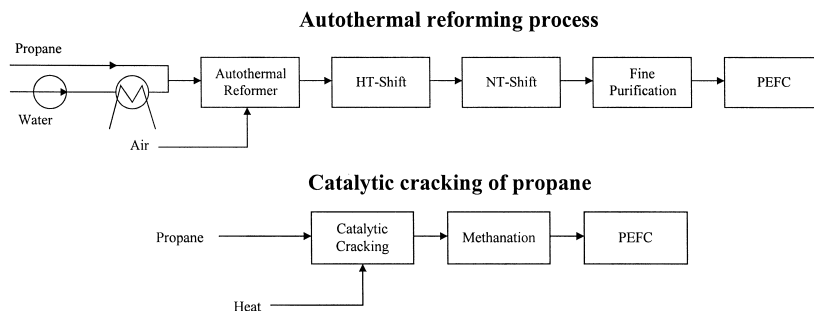 Autothermal reforming process
Propane
Water
Air
Autothermal
Reformer
HT-Shift
NT-Shift
Fine
Purification
PEFC
Catalytic cracking of propane
Propane
Heat
Catalytic
Cracking
Methanation
PEFC